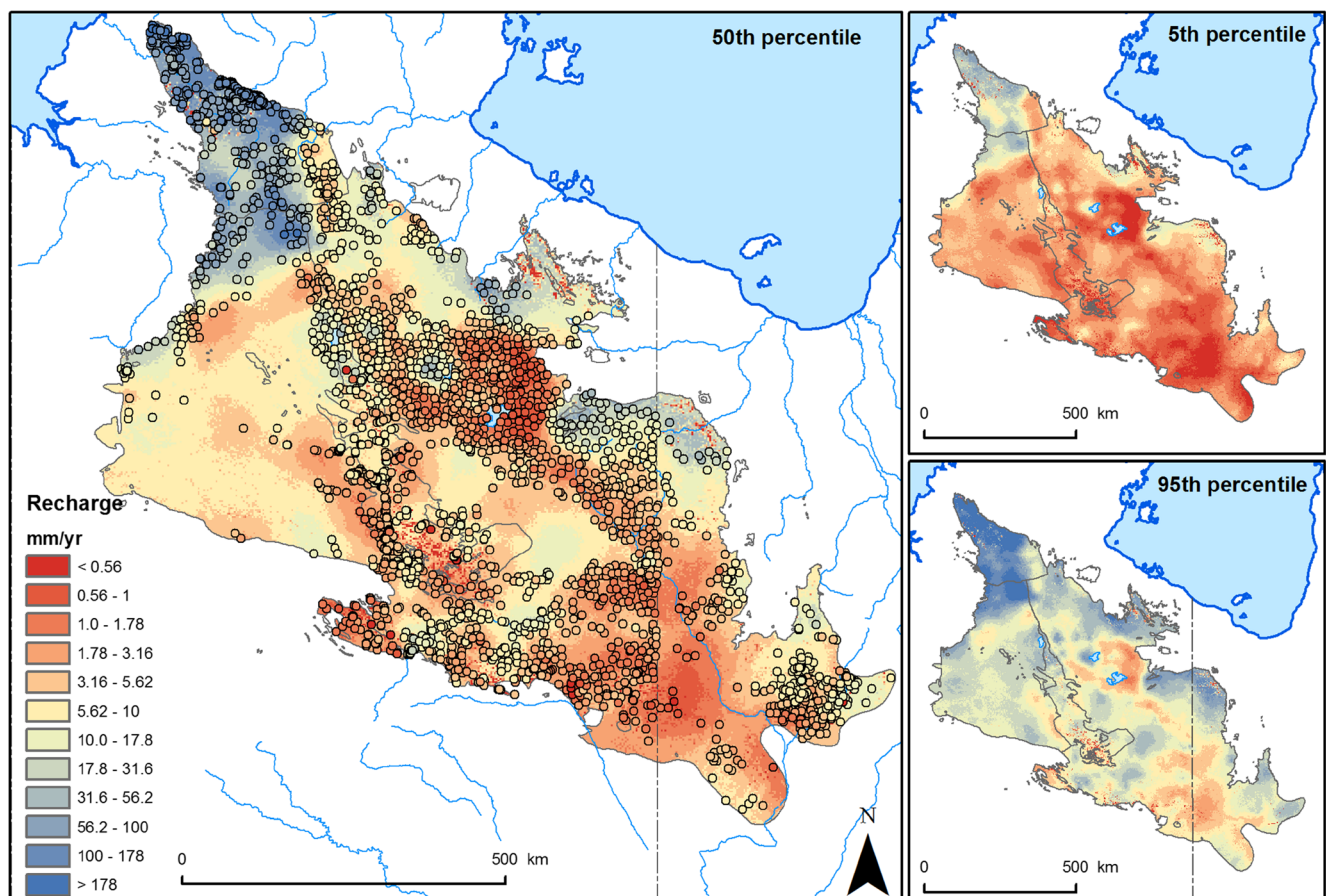 50th percentile
Recharge
mm/yr
< 0.56
0.56 - 1
1.0 - 1.78
1.78 - 3.16
3.16 - 5.62
5.62 - 10
10.0 - 17.8
17.8 - 31.6
31.6 - 56.2
56.2 - 100
100 - 178
> 178
0 500 km
N
5th percentile
0 500 km
95th percentile
0 500 km